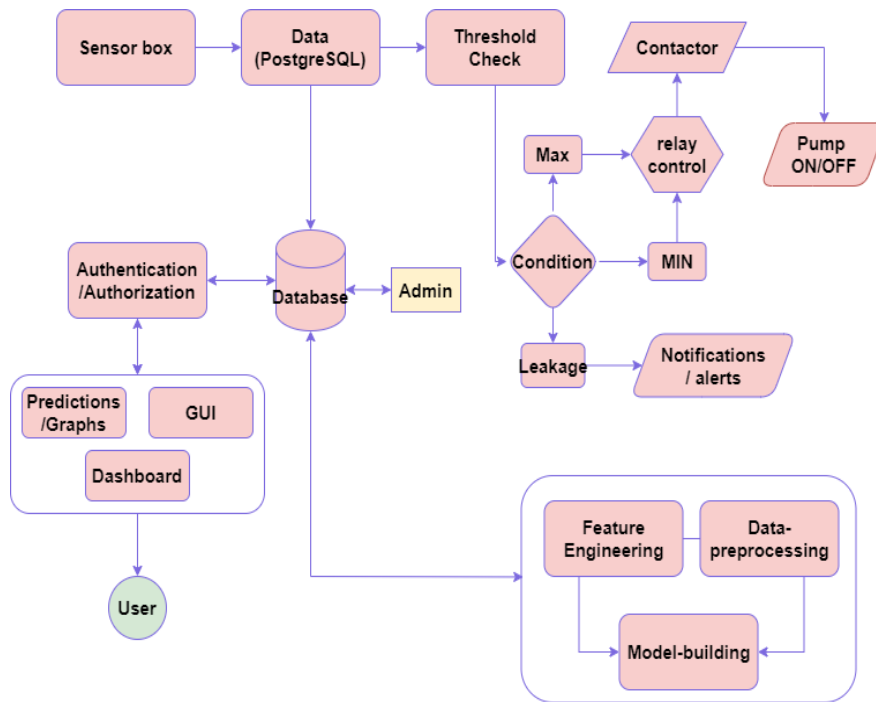 Sensor box
Data
(PostgreSQL)
Threshold
Check
Contactor
Max
relay
control
Pump
ON/OFF
Authentication
/Authorization
Database
Admin
Condition
MIN
Leakage
Notifications
/ alerts
Predictions
/Graphs
GUI
Dashboard
User
Feature
Engineering
Data-
preprocessing
Model-building